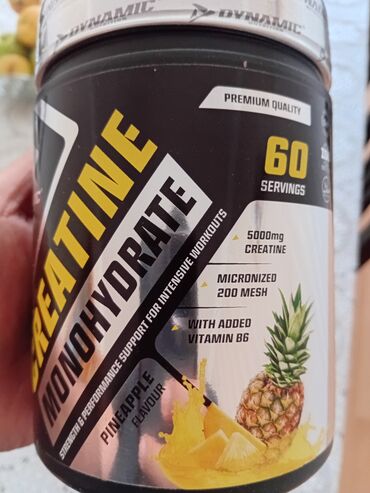 DYNAMIC
DYNAMIC
PREMIUM QUALITY
60
SERVINGS
5000mg
CREATINE
MICRONIZED
200 MESH
WITH ADDED
VITAMIN B6
CREATINE
MONOHYDRATE
STRENGTH & PERFORMANCE SUPPORT FOR INTENSIVE WORKOUTS
PINEAPPLE
FLAVOUR